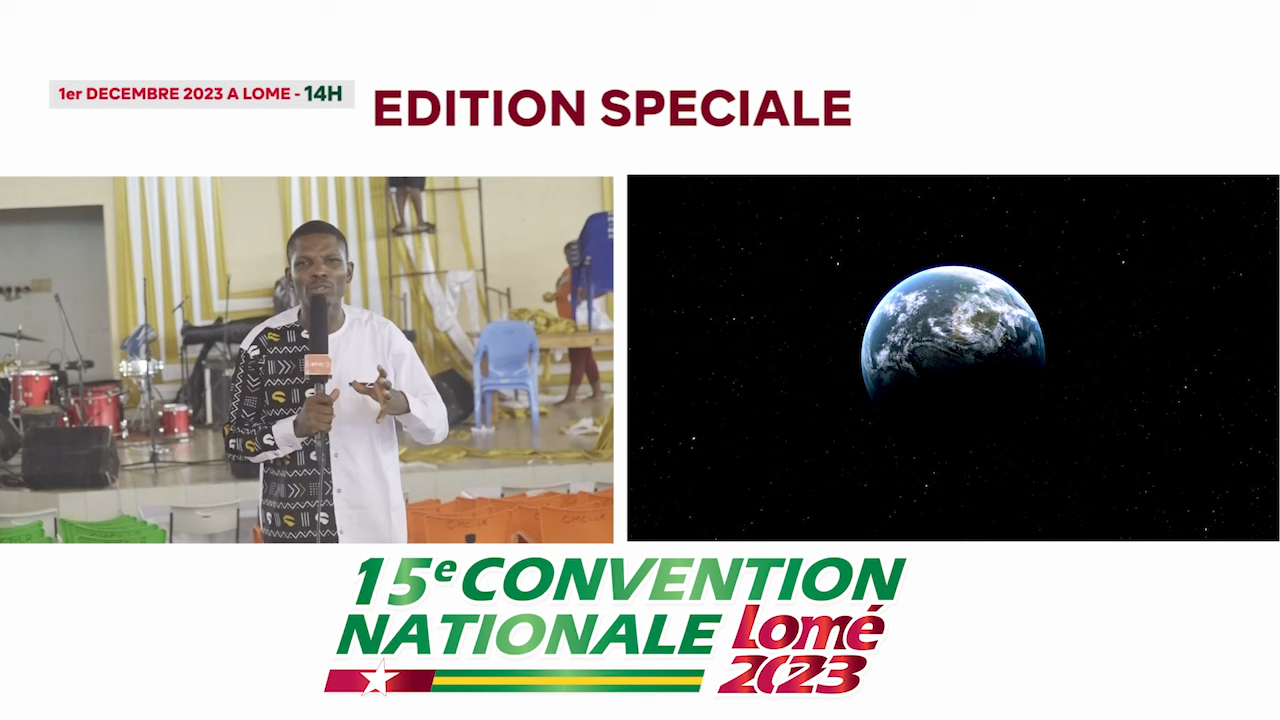 1er DECEMBRE 2023 A LOME - 14H
EDITION SPECIALE
15e CONVENTION
NATIONALE
Lomé
2023